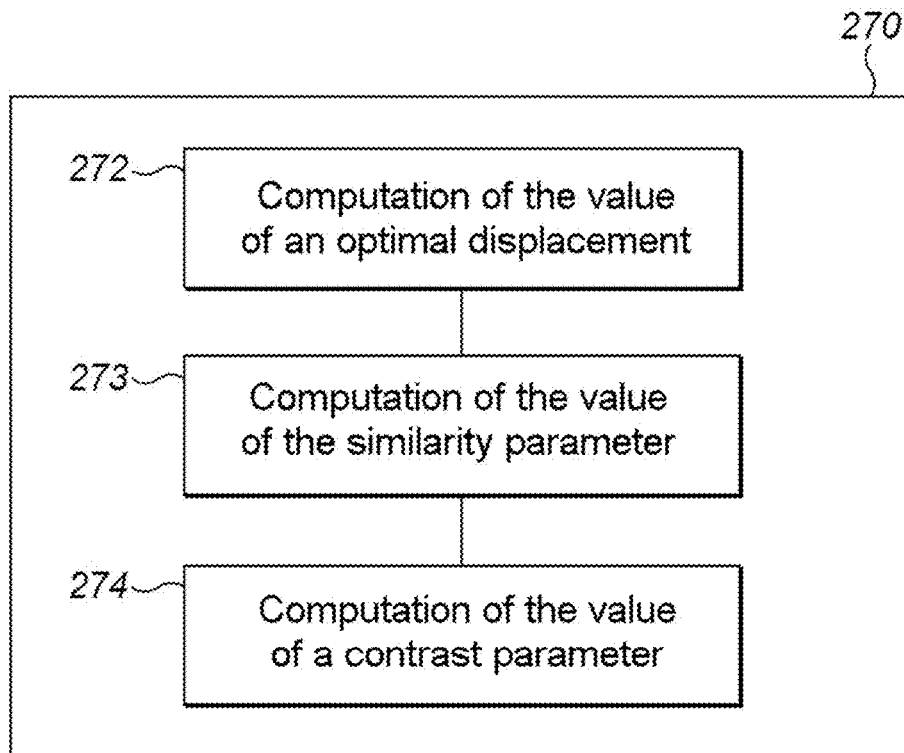 270
272
Computation of the value
of an optimal displacement
273
Computation of the value
of the similarity parameter
274
Computation of the value
of a contrast parameter